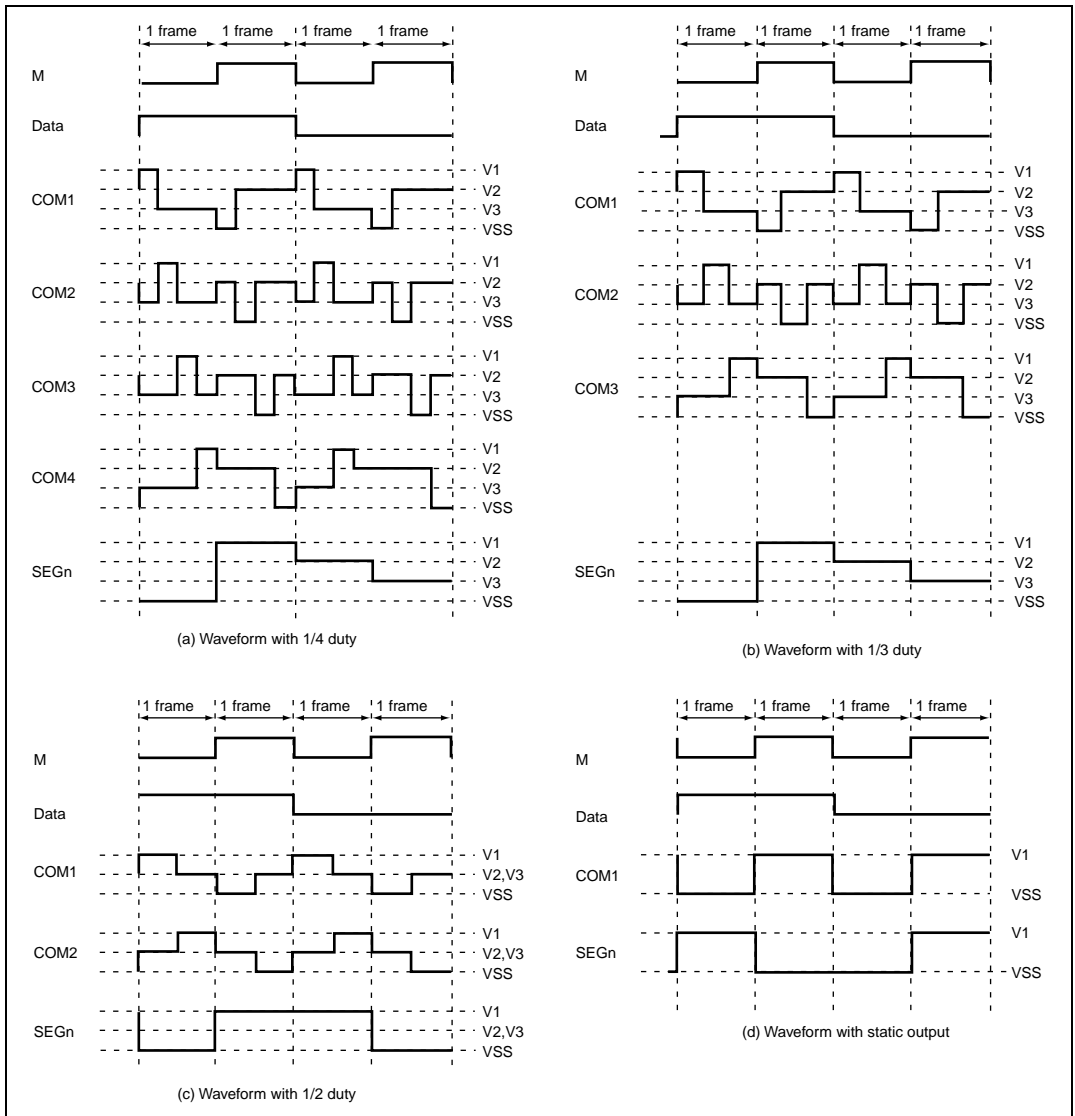 1 frame 1 frame 1 frame 1 frame
M
Data
COM1
V1
V2
V3
VSS
COM2
V1
V2
V3
VSS
COM3
V1
V2
V3
VSS
COM4
V1
V2
V3
VSS
SEGn
V1
V2
V3
VSS
(a) Waveform with 1/4 duty
1 frame 1 frame 1 frame 1 frame
M
Data
COM1
V1
V2
V3
VSS
COM2
V1
V2
V3
VSS
COM3
V1
V2
V3
VSS
SEGn
V1
V2
V3
VSS
(b) Waveform with 1/3 duty
1 frame 1 frame 1 frame 1 frame
M
Data
COM1
V1
V2,V3
VSS
COM2
V1
V2,V3
VSS
SEGn
V1
V2,V3
VSS
(c) Waveform with 1/2 duty
1 frame 1 frame 1 frame 1 frame
M
Data
COM1
V1
VSS
SEGn
V1
VSS
(d) Waveform with static output